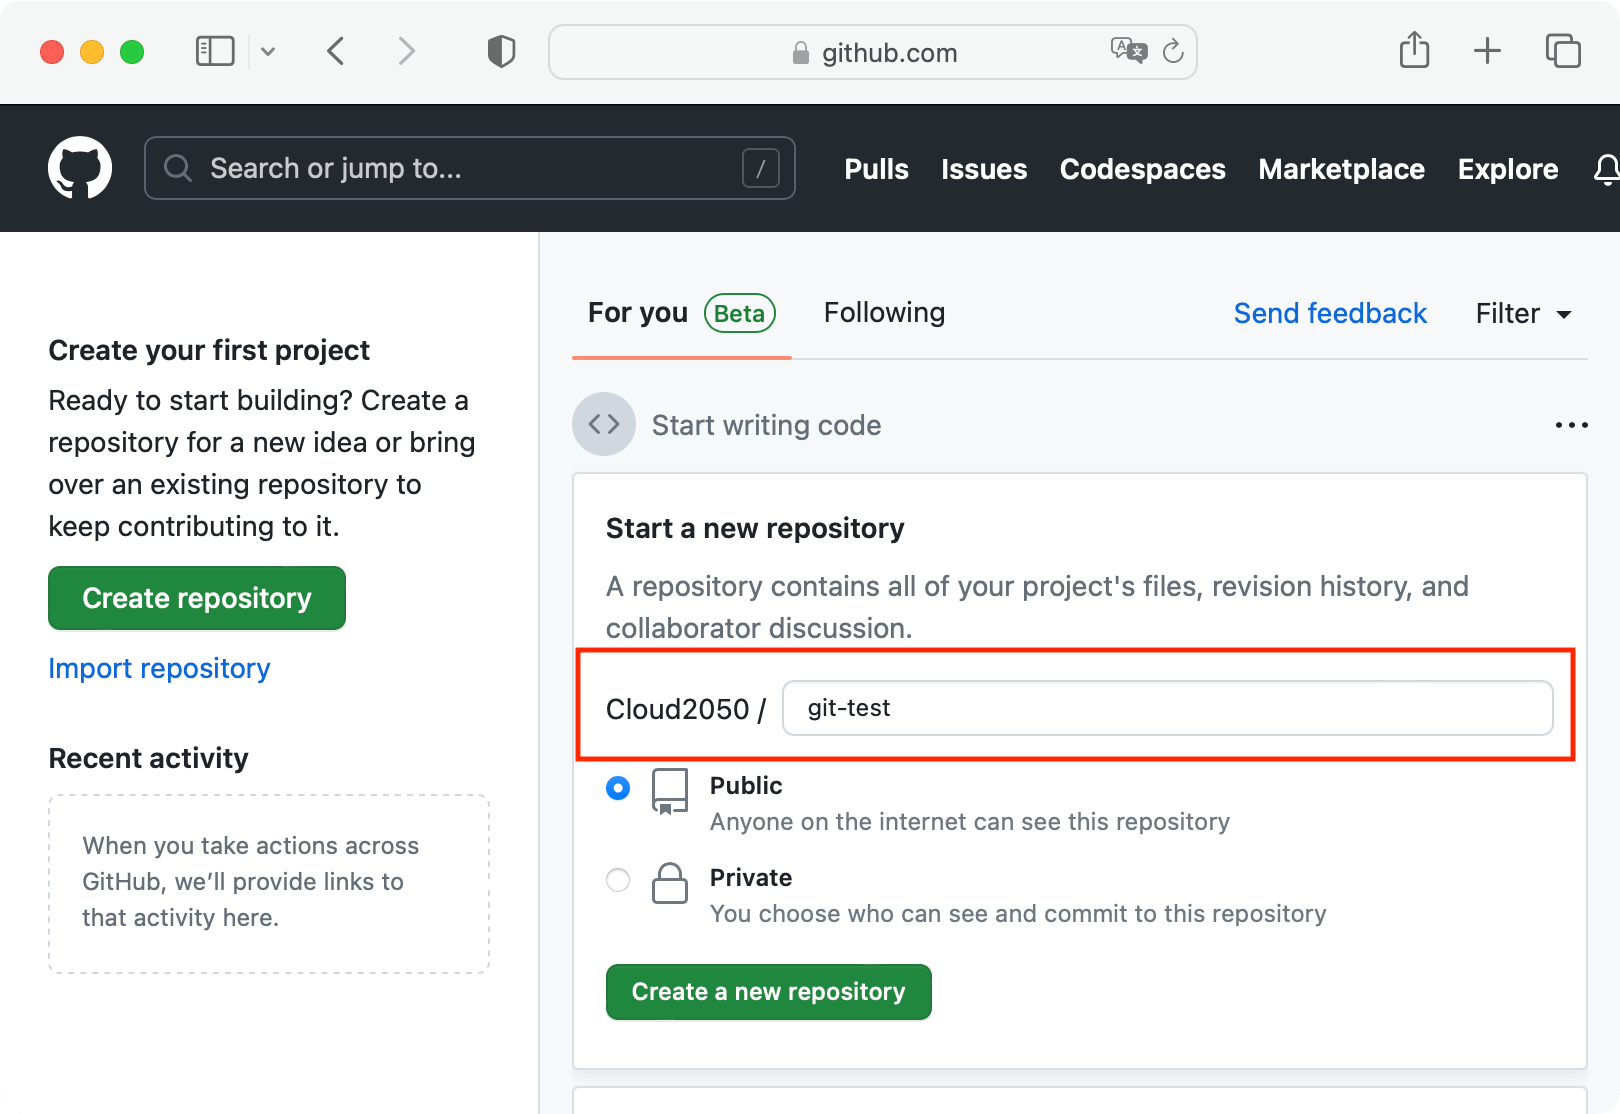 github.com
Search or jump to... /
Pulls Issues Codespaces Marketplace Explore
Create your first project
Ready to start building? Create a
repository for a new idea or bring
over an existing repository to
keep contributing to it.
Create repository
Import repository
Recent activity
When you take actions across
GitHub, we’ll provide links to
that activity here.
For you Beta Following Send feedback Filter
Start writing code
Start a new repository
A repository contains all of your project's files, revision history, and
collaborator discussion.
Cloud2050 / git-test
Public
Anyone on the internet can see this repository
Private
You choose who can see and commit to this repository
Create a new repository